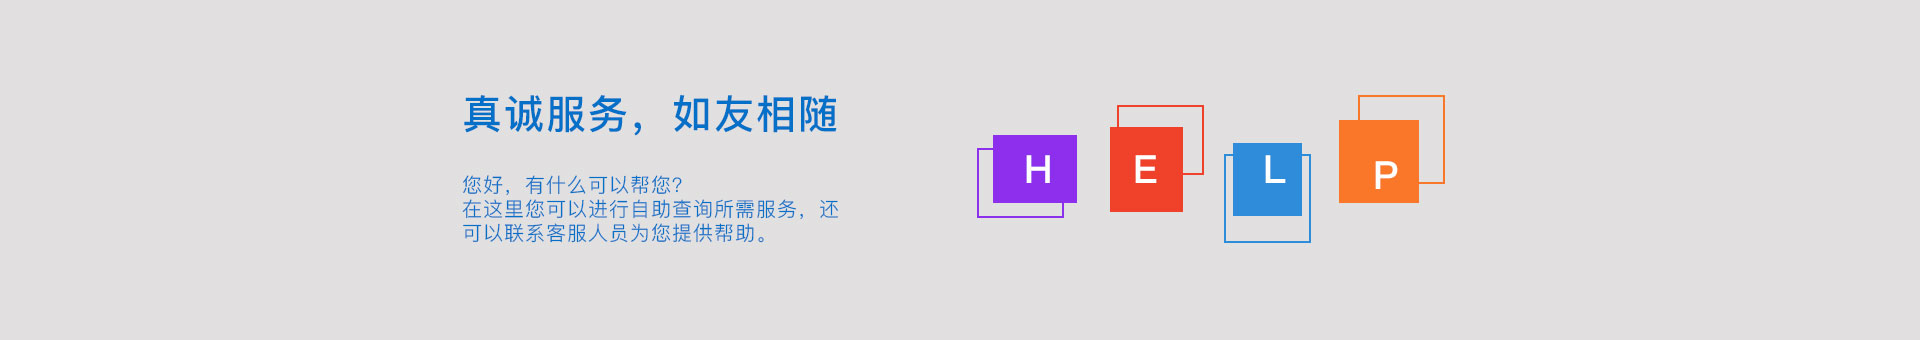 真诚服务，如友相随
您好，有什么可以帮您?
在这里您可以进行自助查询所需服务，还
可以联系客服人员为您提供帮助。
H E L P